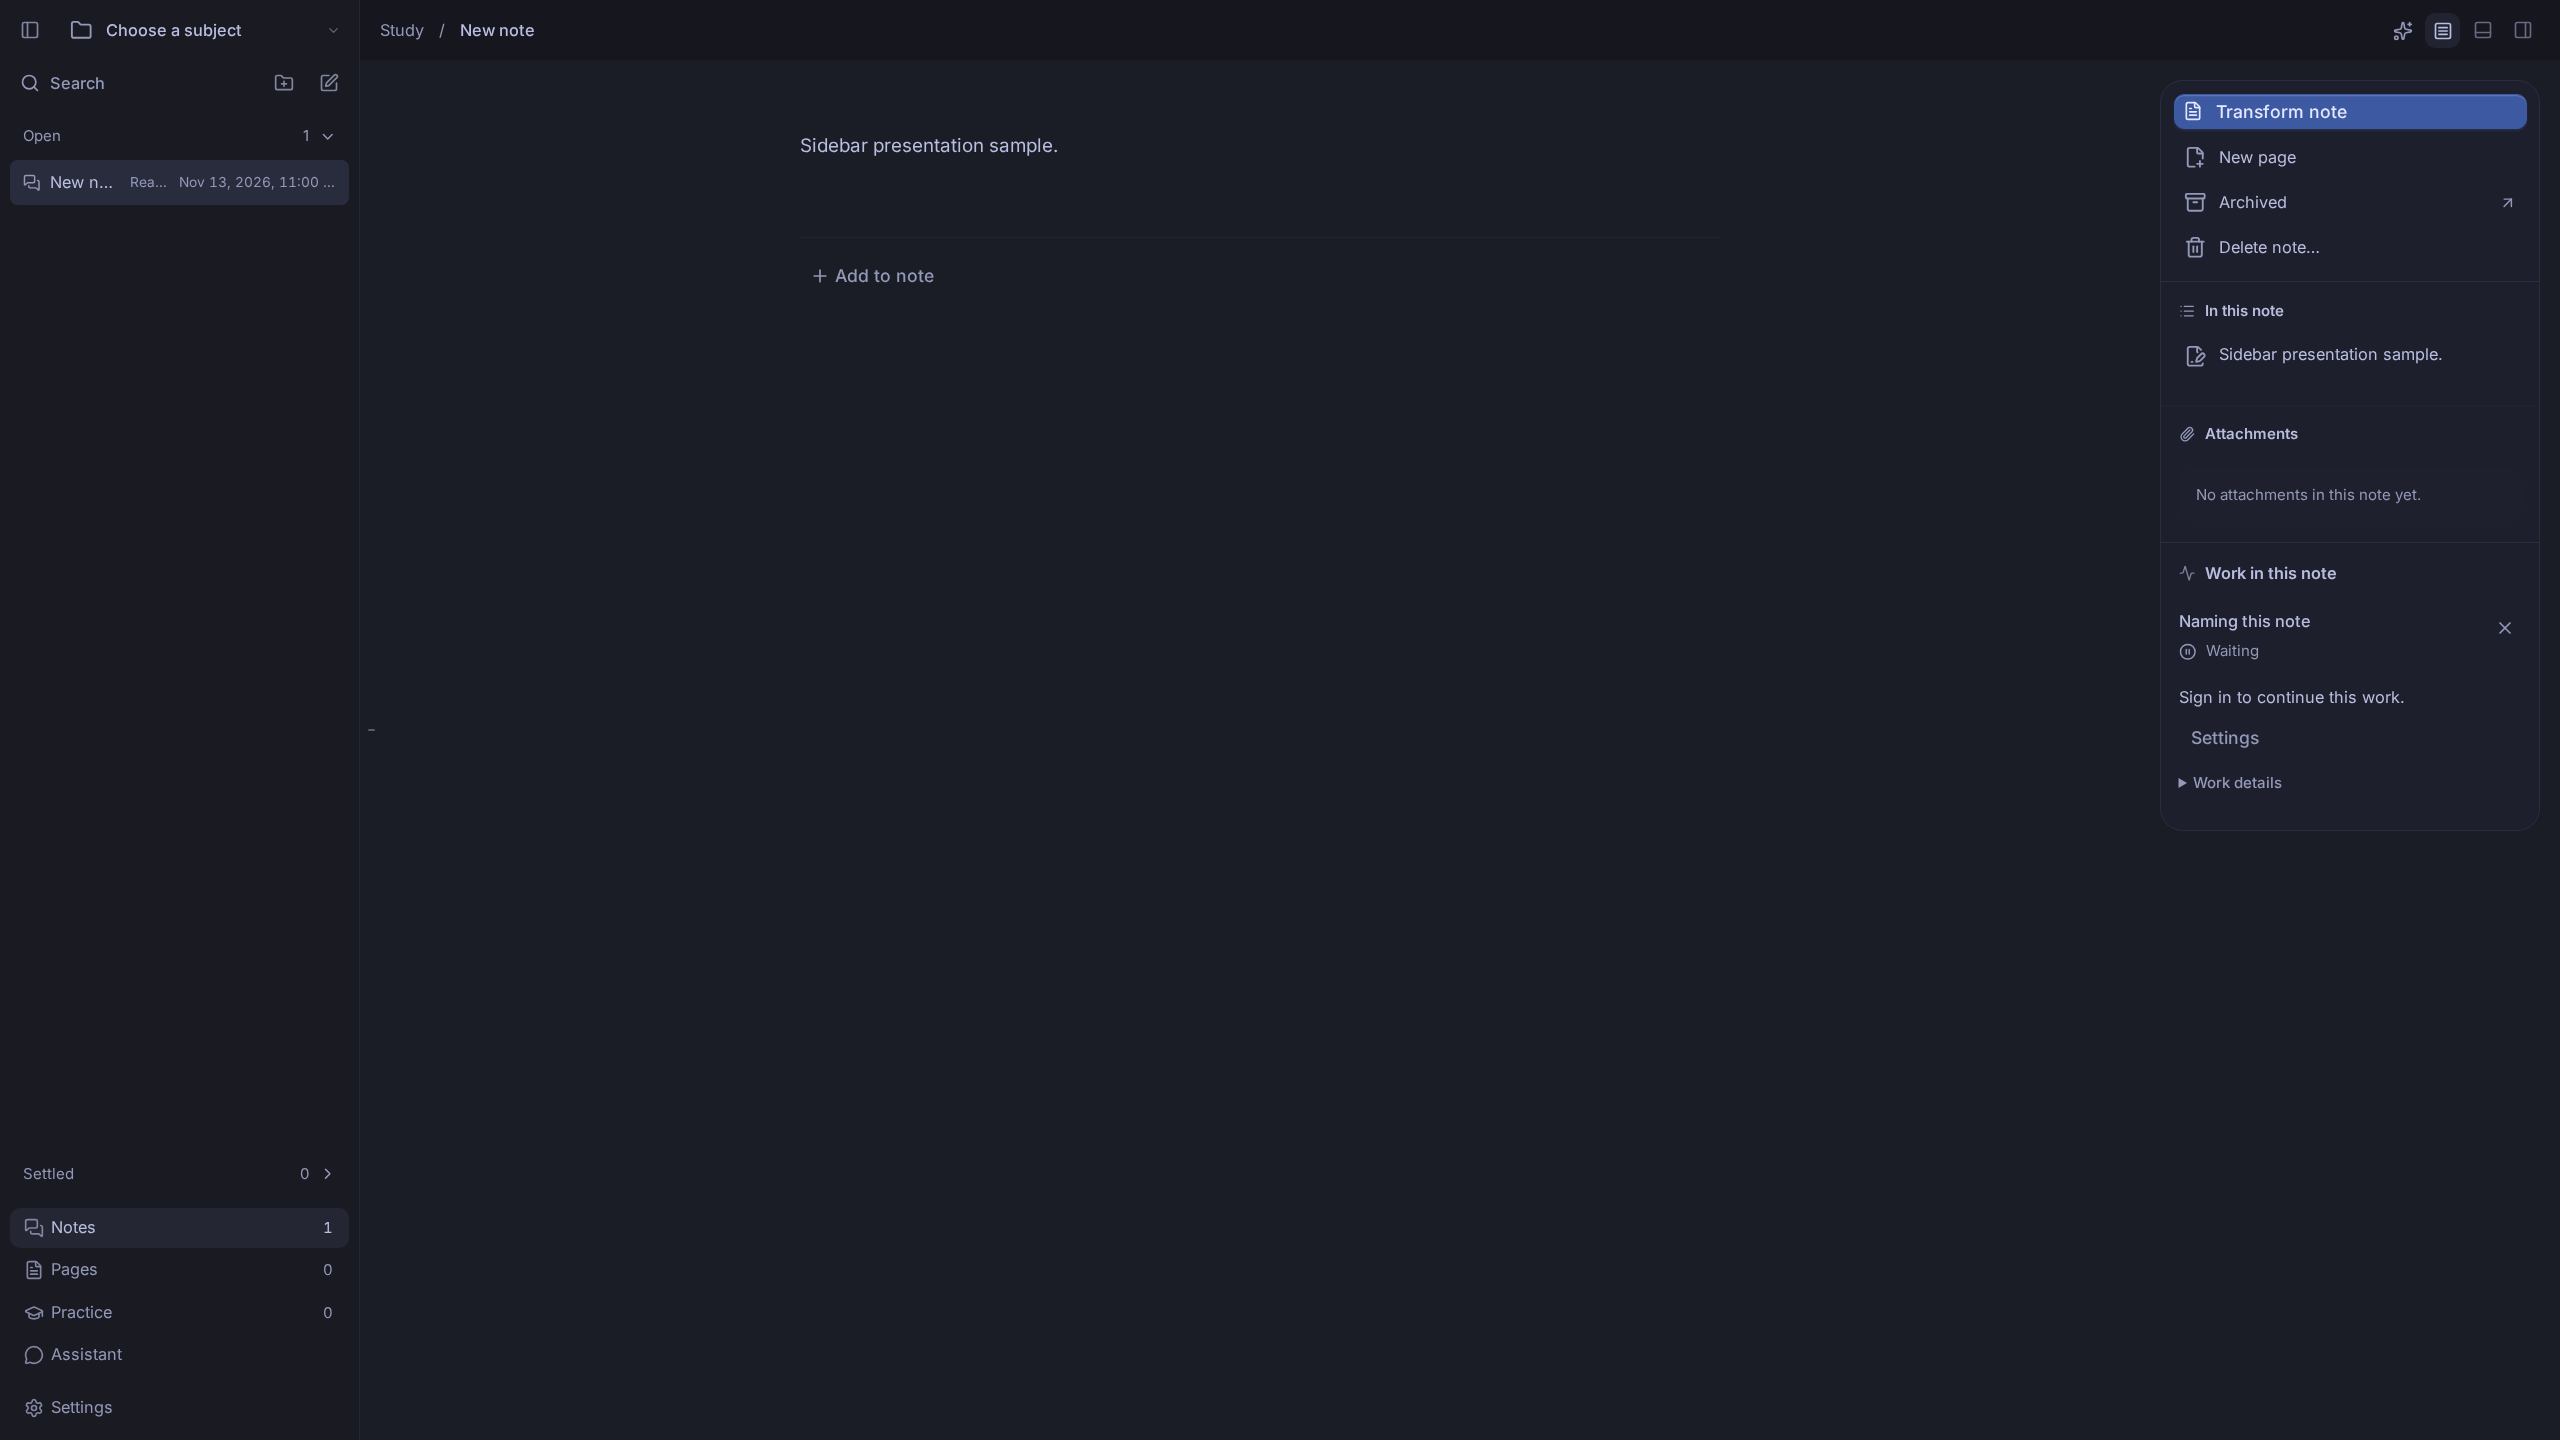 Choose a subject
Study / New note
Search
Open 1
New n... Rea... Nov 13, 2026, 11:00 ...
Sidebar presentation sample.
Add to note
Transform note
New page
Archived
Delete note...
In this note
Sidebar presentation sample.
Attachments
No attachments in this note yet.
Work in this note
Naming this note
Waiting
Sign in to continue this work.
Settings
Work details
Settled 0
Notes 1
Pages 0
Practice 0
Assistant
Settings